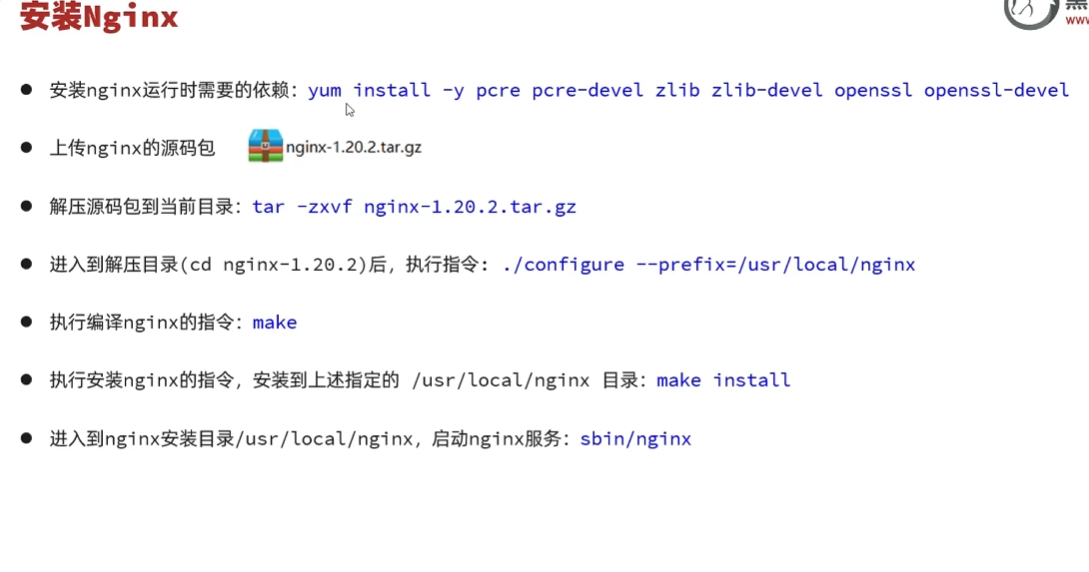 安装Nginx
黑
www
● 安装nginx运行时需要的依赖：yum install -y pcre pcre-devel zlib zlib-devel openssl openssl-devel
● 上传nginx的源码包 nginx-1.20.2.tar.gz
● 解压源码包到当前目录：tar -zxvf nginx-1.20.2.tar.gz
● 进入到解压目录(cd nginx-1.20.2)后，执行指令：./configure --prefix=/usr/local/nginx
● 执行编译nginx的指令：make
● 执行安装nginx的指令，安装到上述指定的 /usr/local/nginx 目录：make install
● 进入到nginx安装目录/usr/local/nginx，启动nginx服务：sbin/nginx